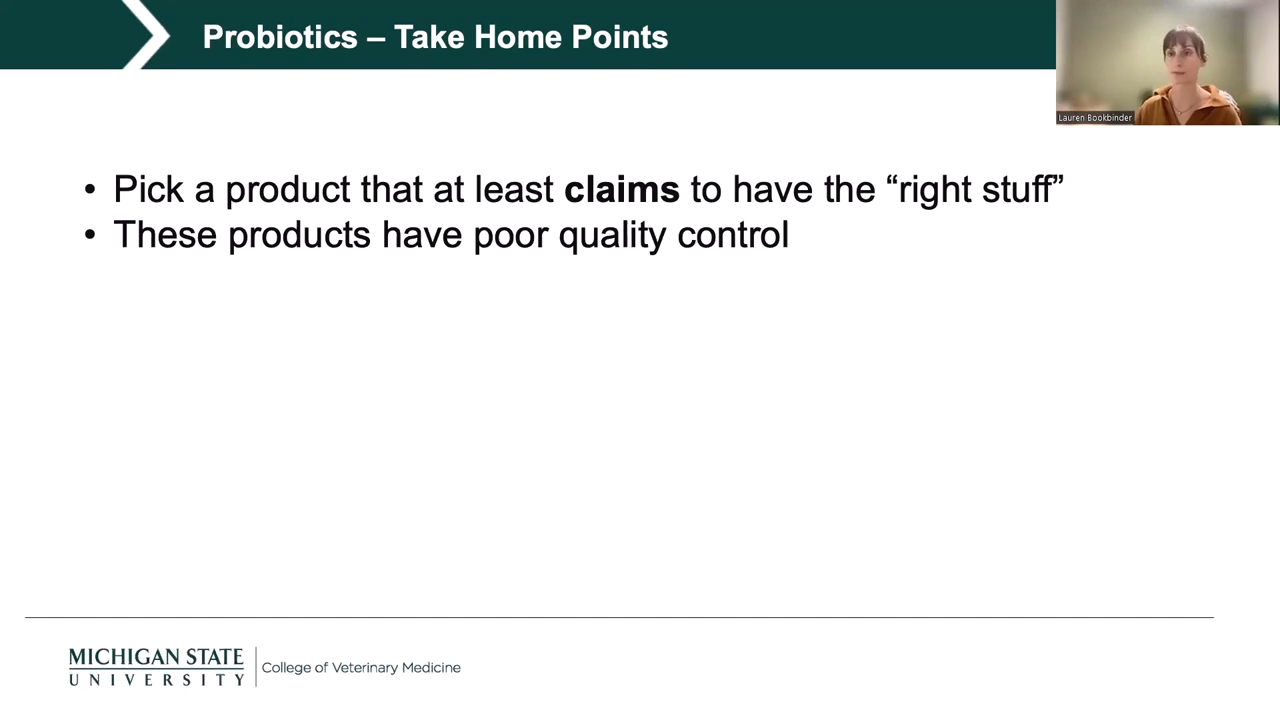 Probiotics – Take Home Points
Lauren Bookbinder
• Pick a product that at least claims to have the “right stuff”
• These products have poor quality control
MICHIGAN STATE
UNIVERSITY
College of Veterinary Medicine